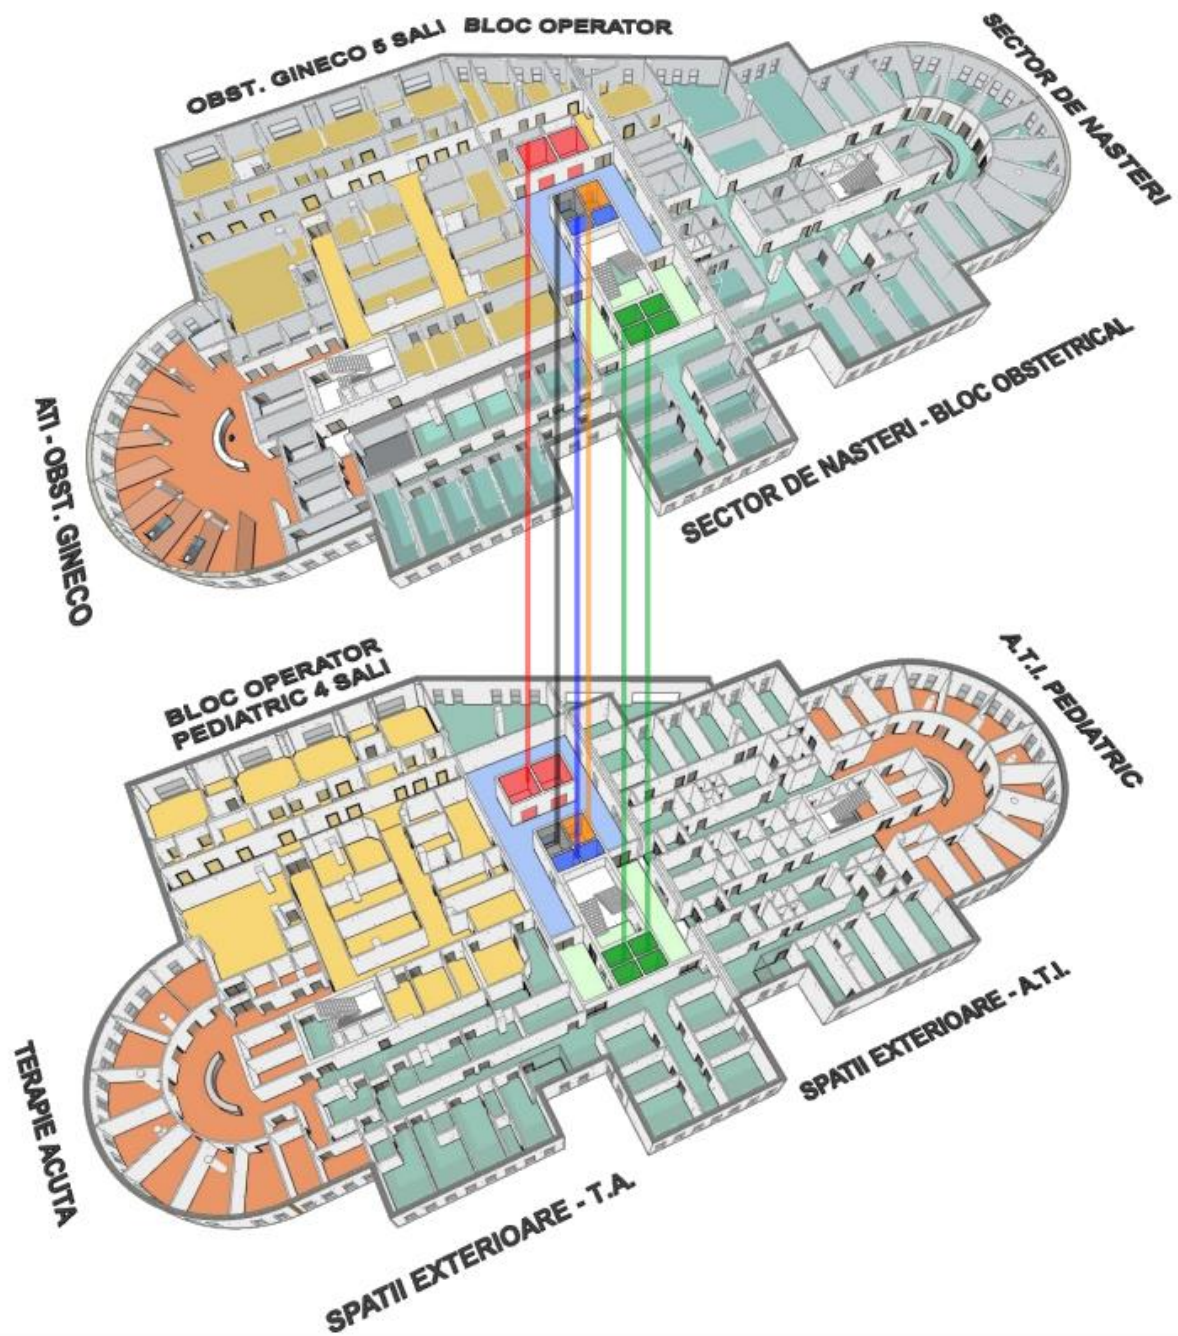 OBST. GINECO 5 SALI BLOC OPERATOR
SECTOR DE NASTERI
ATI - OBST. GINECO
SECTOR DE NASTERI - BLOC OBSTETRICAL
BLOC OPERATOR
PEDIATRIC 4 SALI
A.T.I. PEDIATRIC
TERAPIE ACUTA
SPATII EXTERIOARE - A.T.I.
SPATII EXTERIOARE - T.A.